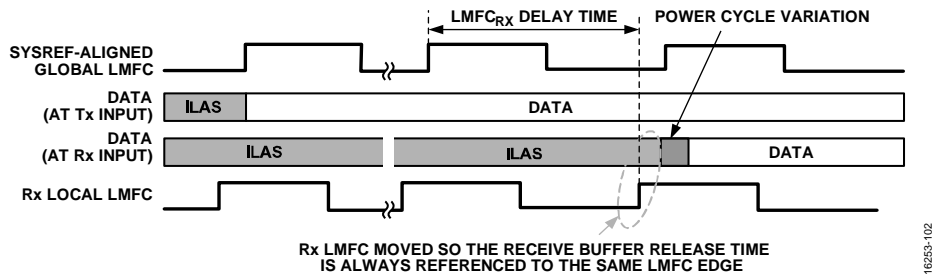 LMFCRX DELAY TIME
POWER CYCLE VARIATION
SYSREF-ALIGNED
GLOBAL LMFC
DATA
(AT Tx INPUT)
ILAS
DATA
DATA
(AT Rx INPUT)
ILAS
ILAS
DATA
Rx LOCAL LMFC
Rx LMFC MOVED SO THE RECEIVE BUFFER RELEASE TIME
IS ALWAYS REFERENCED TO THE SAME LMFC EDGE
16253-102